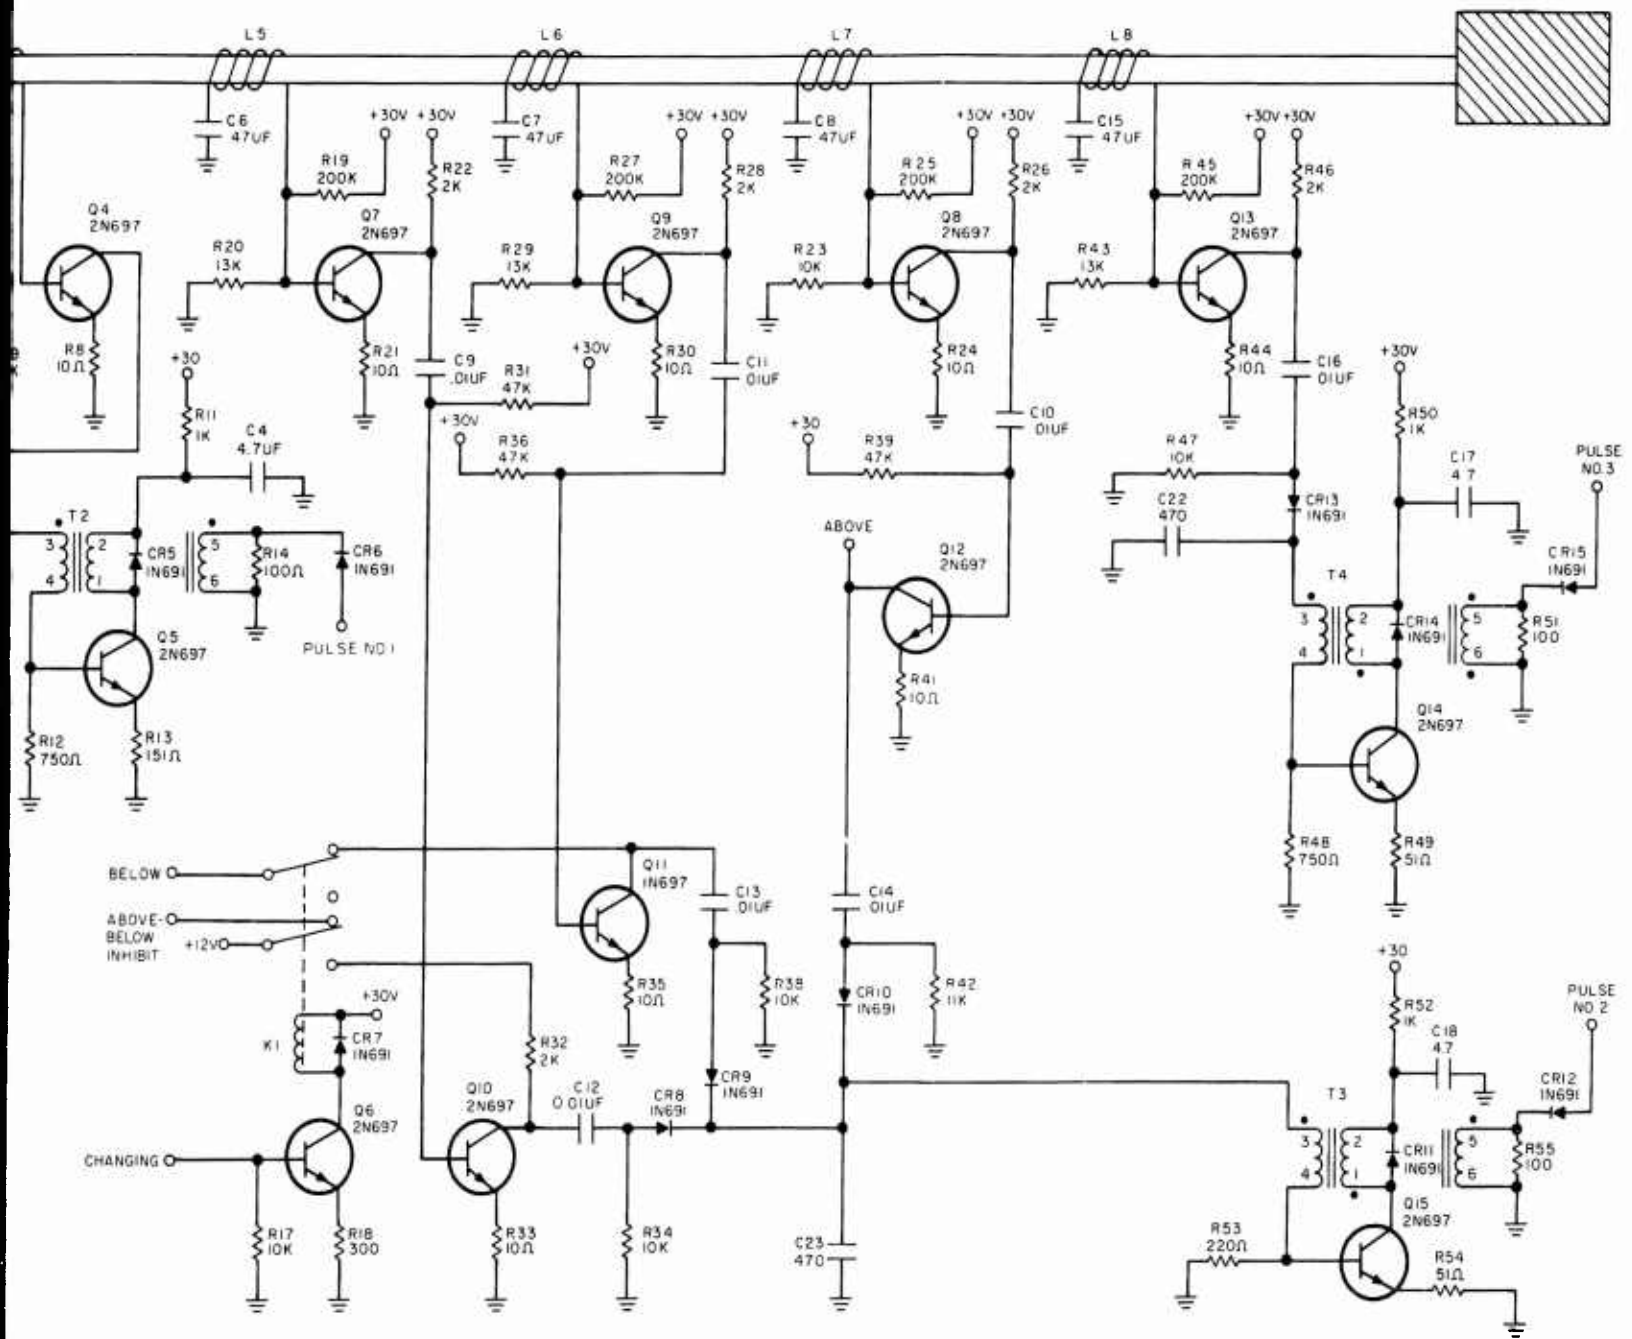 L5
L6
L7
L8
C6
47UF
C7
47UF
C8
47UF
C15
47UF
+30V +30V
+30V +30V
+30V +30V
+30V +30V
R19
200K
R22
2K
R27
200K
R28
2K
R25
200K
R26
2K
R45
200K
R46
2K
Q4
2N697
Q7
2N697
Q9
2N697
Q8
2N697
Q13
2N697
R20
13K
R29
13K
R23
10K
R43
13K
R8
10Ω
R21
10Ω
R30
10Ω
R24
10Ω
R44
10Ω
C9
.01UF
C11
.01UF
C10
.01UF
C16
.01UF
+30
R11
1K
C4
4.7UF
R31
47K
+30V
+30V
R36
47K
+30
R39
47K
R47
10K
+30V
R50
1K
C17
4.7
PULSE
NO.3
T2
3
4
2
1
CR5
1N691
5
6
R14
100Ω
CR6
1N691
PULSE NO 1
Q5
2N697
R12
750Ω
R13
151Ω
ABOVE
Q12
2N697
R41
10Ω
C22
470
CR13
1N691
T4
3
4
2
1
CR14
1N691
5
6
CR15
1N691
R51
100
Q14
2N697
R48
750Ω
R49
51Ω
BELOW
ABOVE-
BELOW
INHIBIT
+12V
K1
+30V
CR7
1N691
Q6
2N697
CHANGING
R17
10K
R18
300
Q11
1N697
R35
10Ω
C13
.01UF
R38
10K
C14
.01UF
CR10
1N691
R42
11K
R32
2K
Q10
2N697
C12
0.01UF
CR8
1N691
CR9
1N691
R33
10Ω
R34
10K
C23
470
+30
R52
1K
C18
4.7
PULSE
NO 2
T3
3
4
2
1
CR11
1N691
5
6
CR12
1N691
R55
100
Q15
2N697
R53
220Ω
R54
51Ω